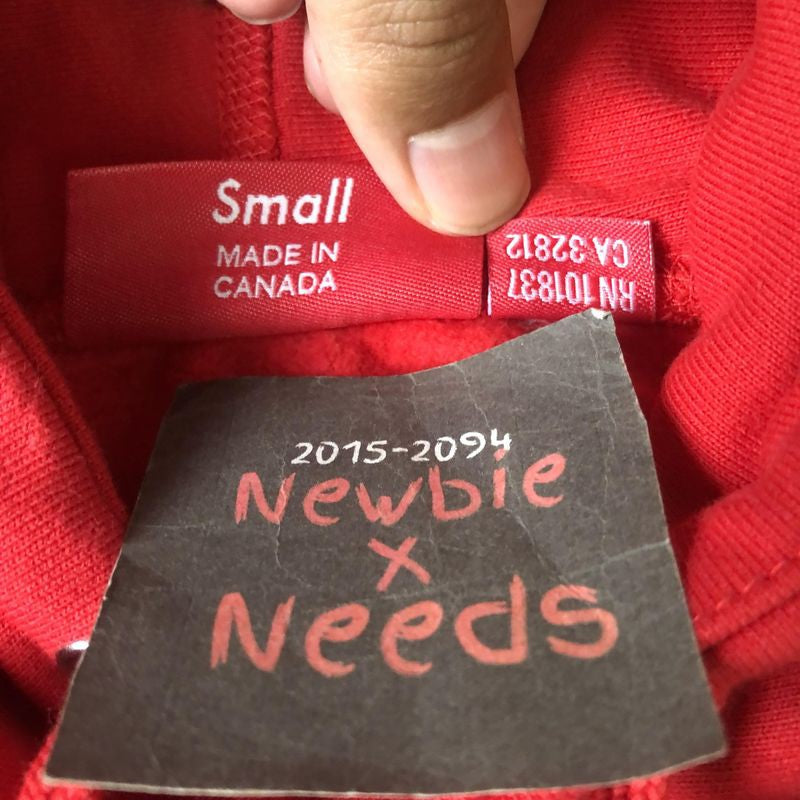 Small
MADE IN
CANADA
RN 101837
CA 32812
2015-2094
Newbie
x
Needs